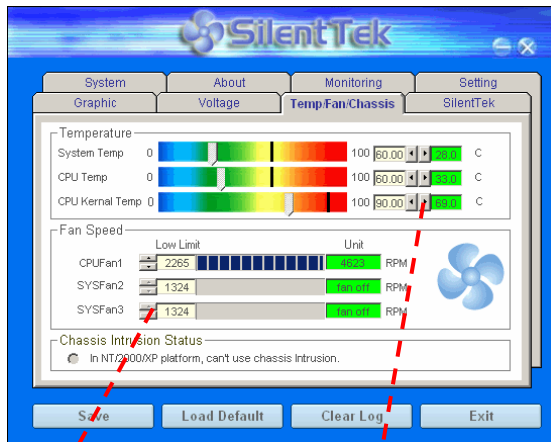 SilentTek
System About Monitoring Setting
Graphic Voltage Temp/Fan/Chassis SilentTek
Temperature
System Temp 0 100 60.00 28.0 C
CPU Temp 0 100 60.00 33.0 C
CPU Kernal Temp 0 100 90.00 69.0 C
Fan Speed
Low Limit Unit
CPUFan1 2265 4623 RPM
SYSFan2 1324 fan off RPM
SYSFan3 1324 fan off RPM
Chassis Intrusion Status
In NT/2000/XP platform, can't use chassis Intrusion.
Save Load Default Clear Log Exit